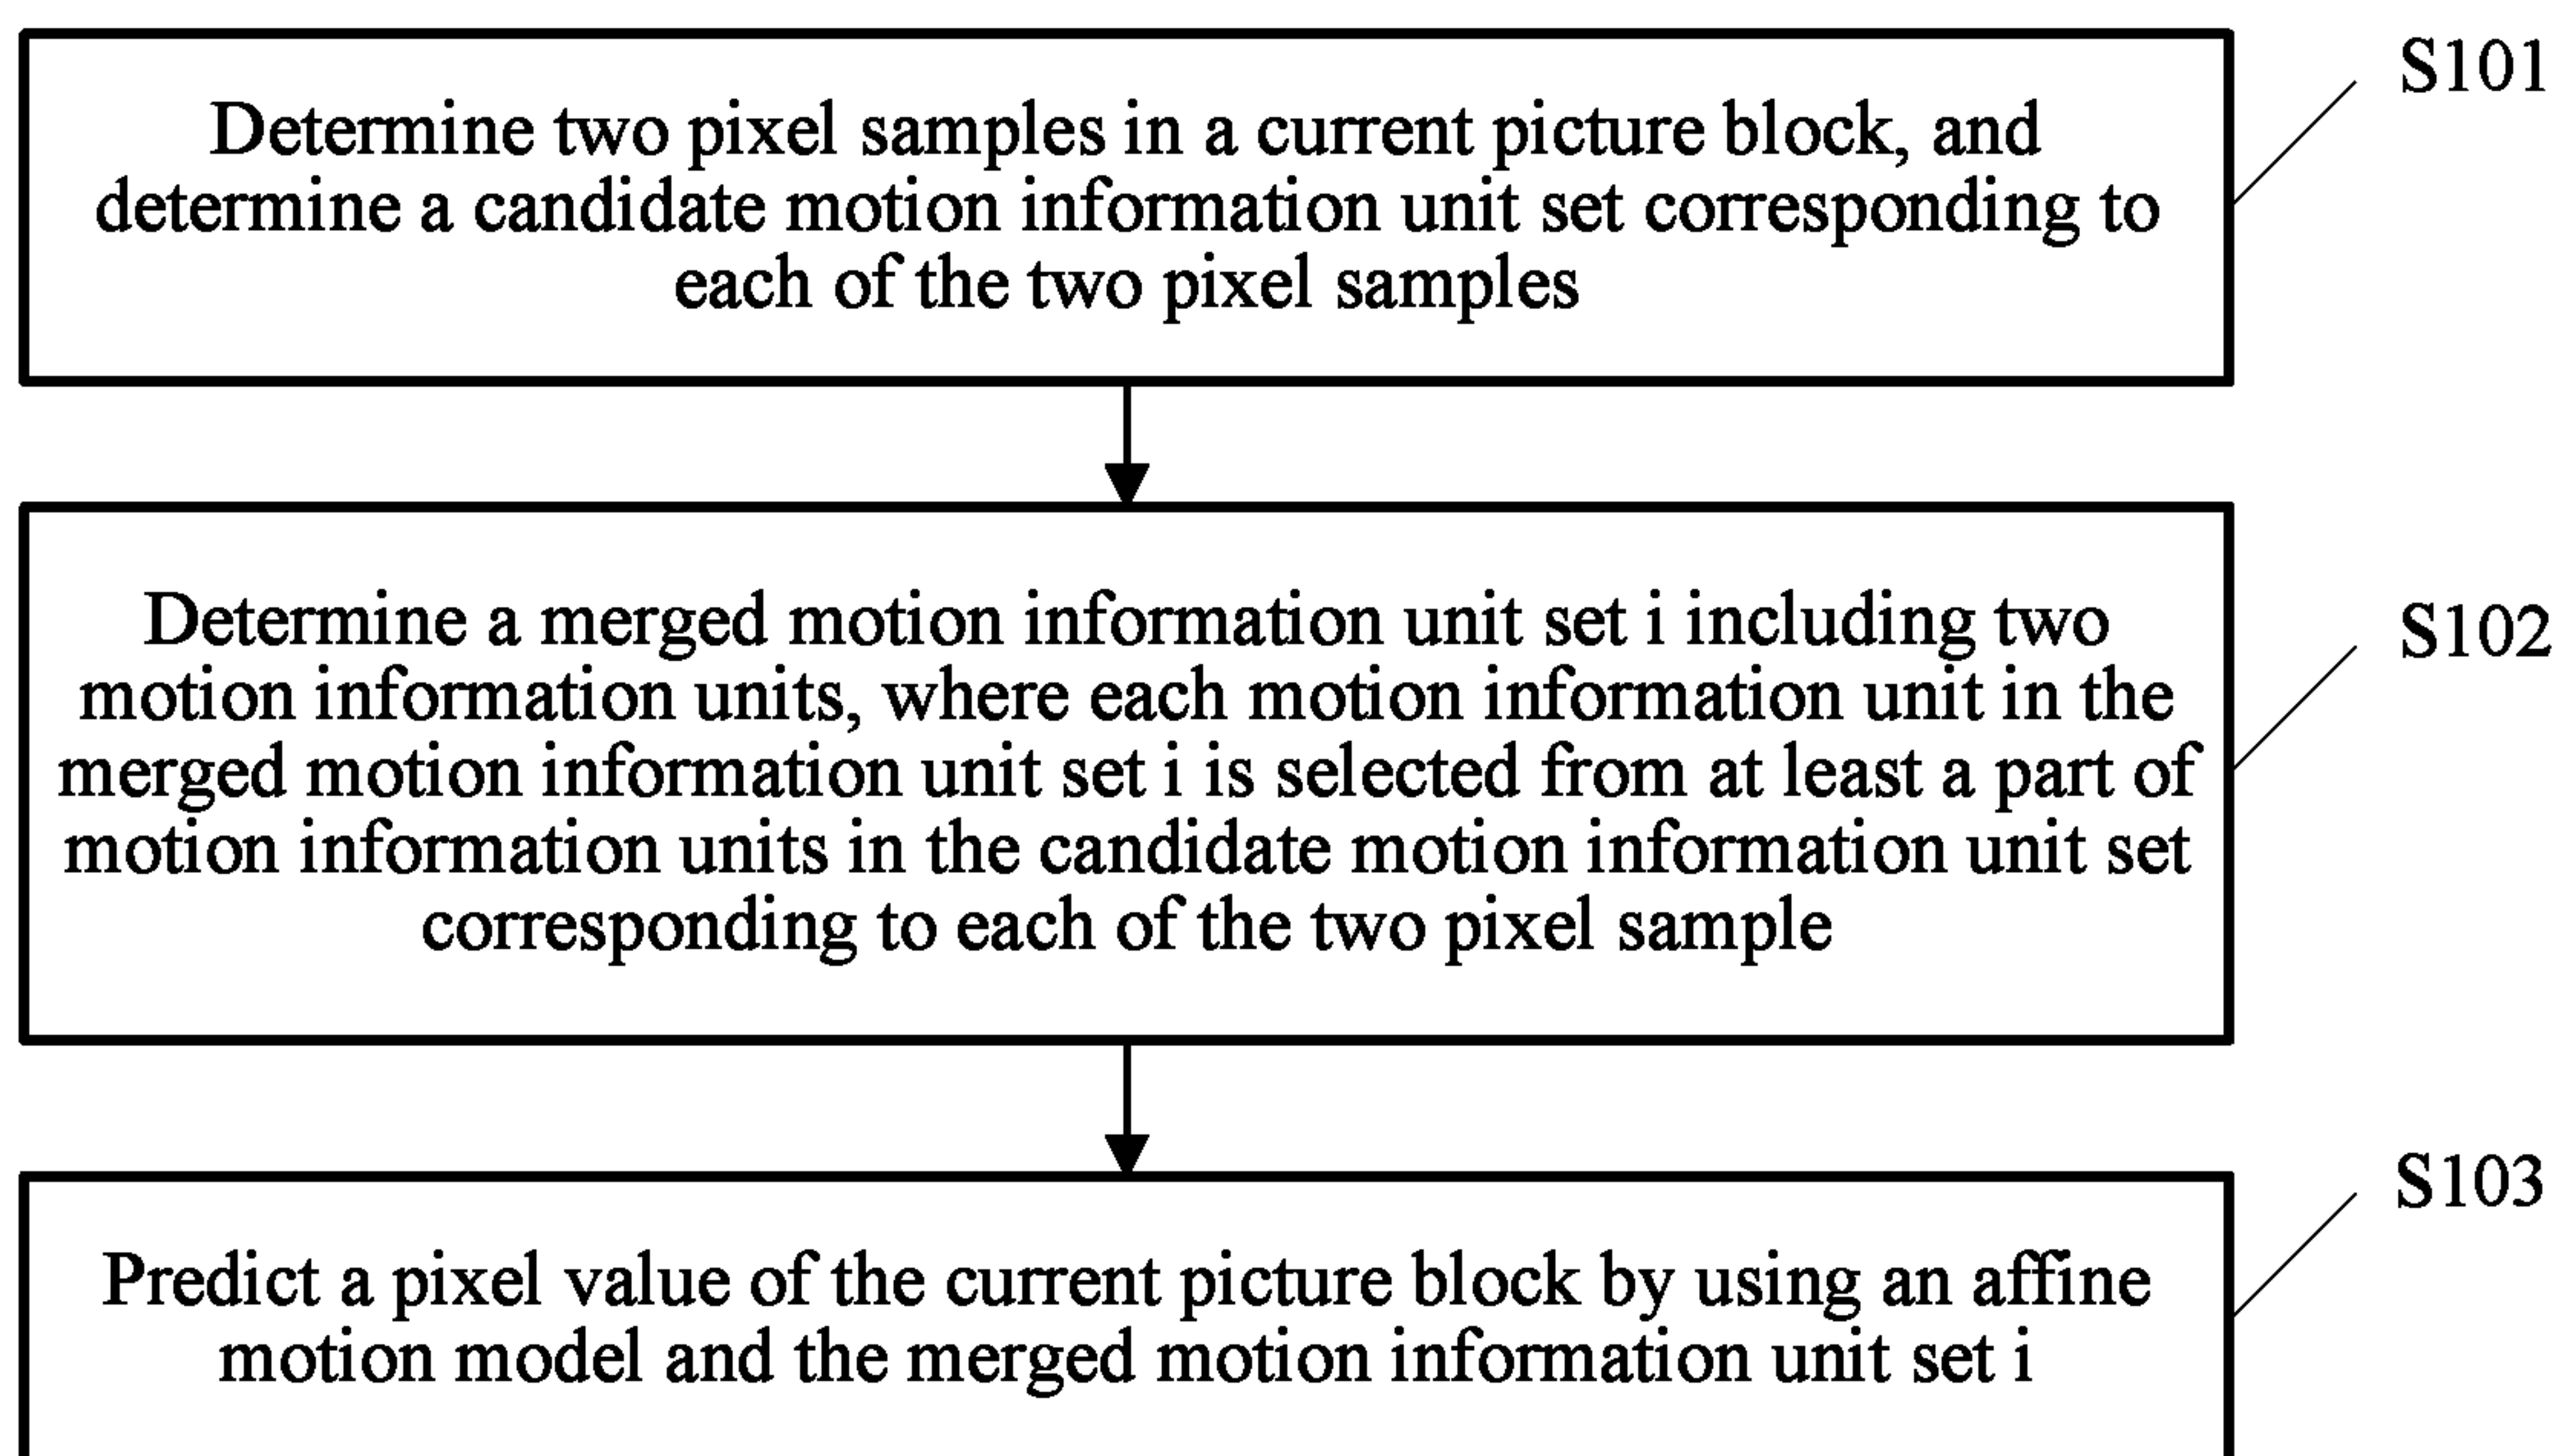 Determine two pixel samples in a current picture block, and
determine a candidate motion information unit set corresponding to
each of the two pixel samples
S101
Determine a merged motion information unit set i including two
motion information units, where each motion information unit in the
merged motion information unit set i is selected from at least a part of
motion information units in the candidate motion information unit set
corresponding to each of the two pixel sample
S102
Predict a pixel value of the current picture block by using an affine
motion model and the merged motion information unit set i
S103